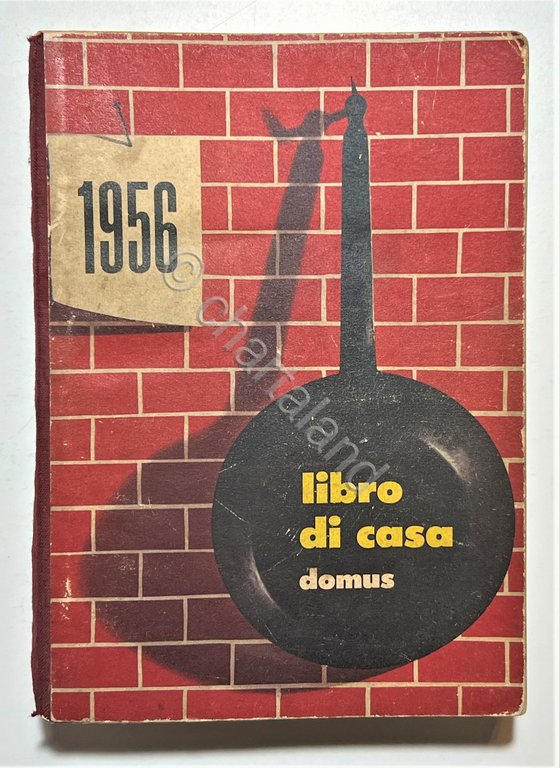 1956
© chartaland
libro
di casa
domus